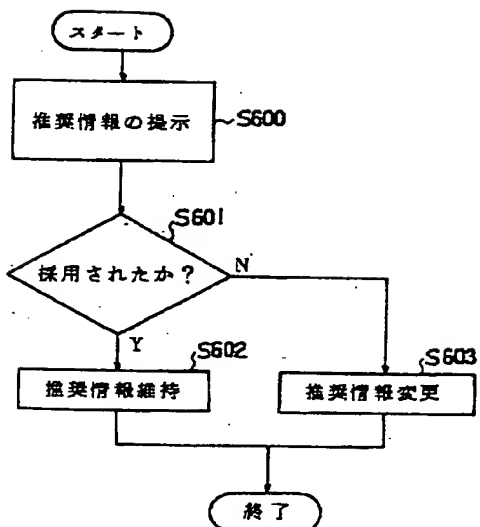 スタート
推奨情報の提示
S600
S601
採用されたか?
N
Y
S602
推奨情報維持
S603
推奨情報変更
終了